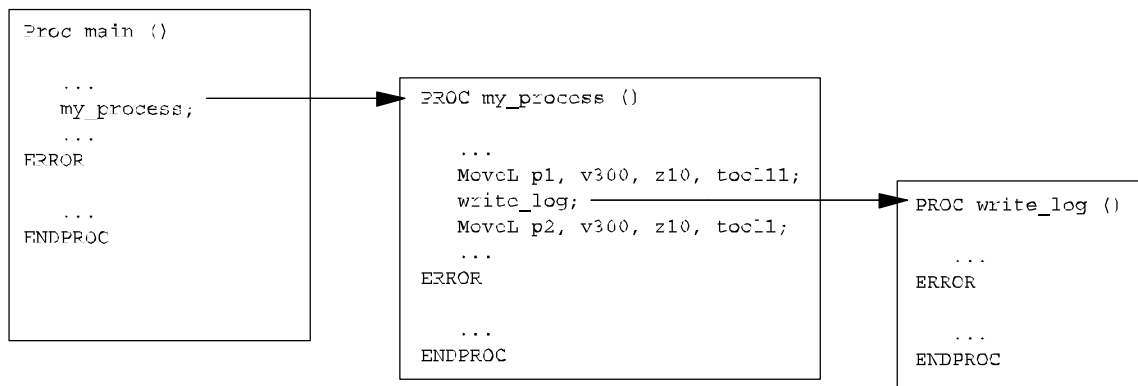 Proc main ()
...
my_process;
...
ERROR
...
ENDPROC
PROC my_process ()
...
MoveL p1, v300, z10, tool11;
write_log;
MoveL p2, v300, z10, tool1;
...
ERROR
...
ENDPROC
PROC write_log ()
...
ERROR
...
ENDPROC